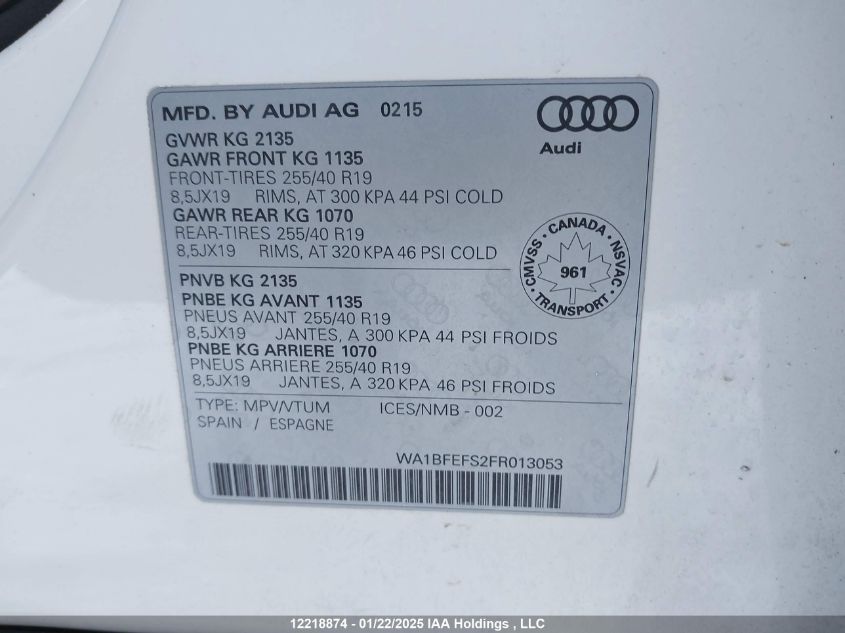 MFD. BY AUDI AG 0215
Audi
GVWR KG 2135
GAWR FRONT KG 1135
FRONT-TIRES 255/40 R19
8,5JX19 RIMS, AT 300 KPA 44 PSI COLD
GAWR REAR KG 1070
REAR-TIRES 255/40 R19
8,5JX19 RIMS, AT 320 KPA 46 PSI COLD
CMVSS · CANADA · NSVAC · TRANSPORT ·
961
PNVB KG 2135
PNBE KG AVANT 1135
PNEUS AVANT 255/40 R19
8,5JX19 JANTES, A 300 KPA 44 PSI FROIDS
PNBE KG ARRIERE 1070
PNEUS ARRIERE 255/40 R19
8,5JX19 JANTES, A 320 KPA 46 PSI FROIDS
TYPE: MPV/VTUM ICES/NMB - 002
SPAIN / ESPAGNE
WA1BFEFS2FR013053
12218874 - 01/22/2025 IAA Holdings , LLC